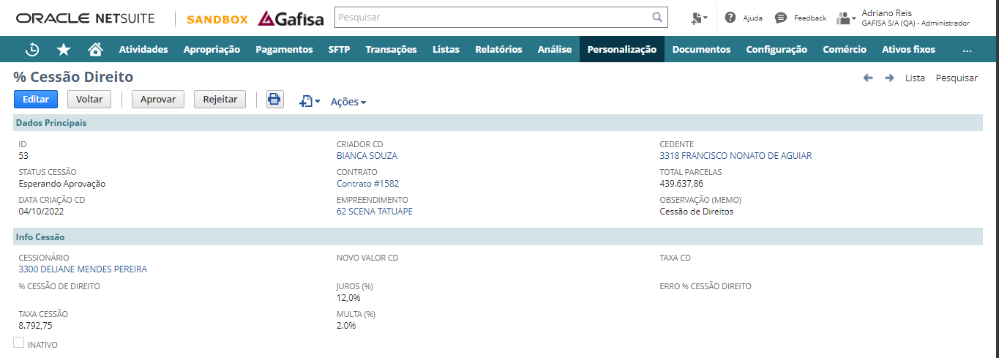 ORACLE NETSUITE
SANDBOX
Gafisa
Pesquisar
Ajuda
Feedback
Adriano Reis
GAFISA S/A (QA) - Administrador
Atividades Apropriação Pagamentos SFTP Transações Listas Relatórios Análise Personalização Documentos Configuração Comércio Ativos fixos ...
% Cessão Direito
Lista Pesquisar
Editar Voltar Aprovar Rejeitar Ações
Dados Principais
ID
53
STATUS CESSÃO
Esperando Aprovação
DATA CRIAÇÃO CD
04/10/2022
CRIADOR CD
BIANCA SOUZA
CONTRATO
Contrato #1582
EMPREENDIMENTO
62 SCENA TATUAPE
CEDENTE
3318 FRANCISCO NONATO DE AGUIAR
TOTAL PARCELAS
439.637,86
OBSERVAÇÃO (MEMO)
Cessão de Direitos
Info Cessão
CESSIONÁRIO
3300 DELIANE MENDES PEREIRA
% CESSÃO DE DIREITO
TAXA CESSÃO
8.792,75
INATIVO
NOVO VALOR CD
JUROS (%)
12,0%
MULTA (%)
2.0%
TAXA CD
ERRO % CESSÃO DIREITO